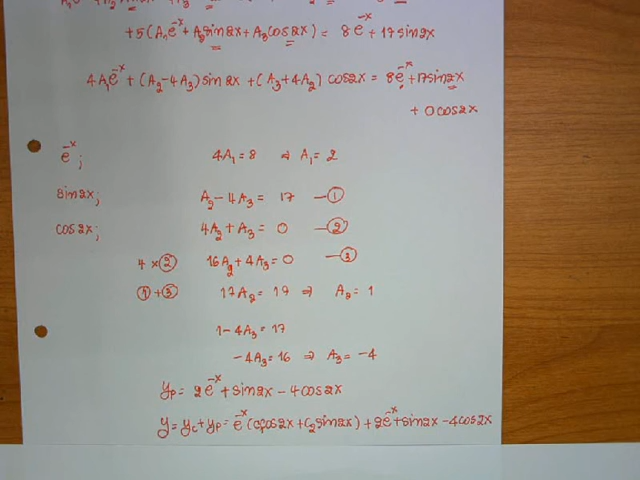 +5(A₁e⁻ˣ+A₂sin2x+A₃cos2x) = 8e⁻ˣ+17sin2x
4A₁e⁻ˣ+(A₂-4A₃)sin2x+(A₃+4A₂)cos2x = 8e⁻ˣ+17sin2x
+0cos2x
e⁻ˣ; 4A₁=8 ⇒ A₁=2
sin2x; A₂-4A₃= 17 —①
cos2x; 4A₂+A₃= 0 —②
4×② 16A₂+4A₃=0 —③
①+③ 17A₂=17 ⇒ A₂=1
1-4A₃=17
-4A₃=16 ⇒ A₃=-4
yₚ= 2e⁻ˣ+sin2x-4cos2x
y=y꜀+yₚ= e⁻ˣ(c₁cos2x+c₂sin2x)+2e⁻ˣ+sin2x-4cos2x